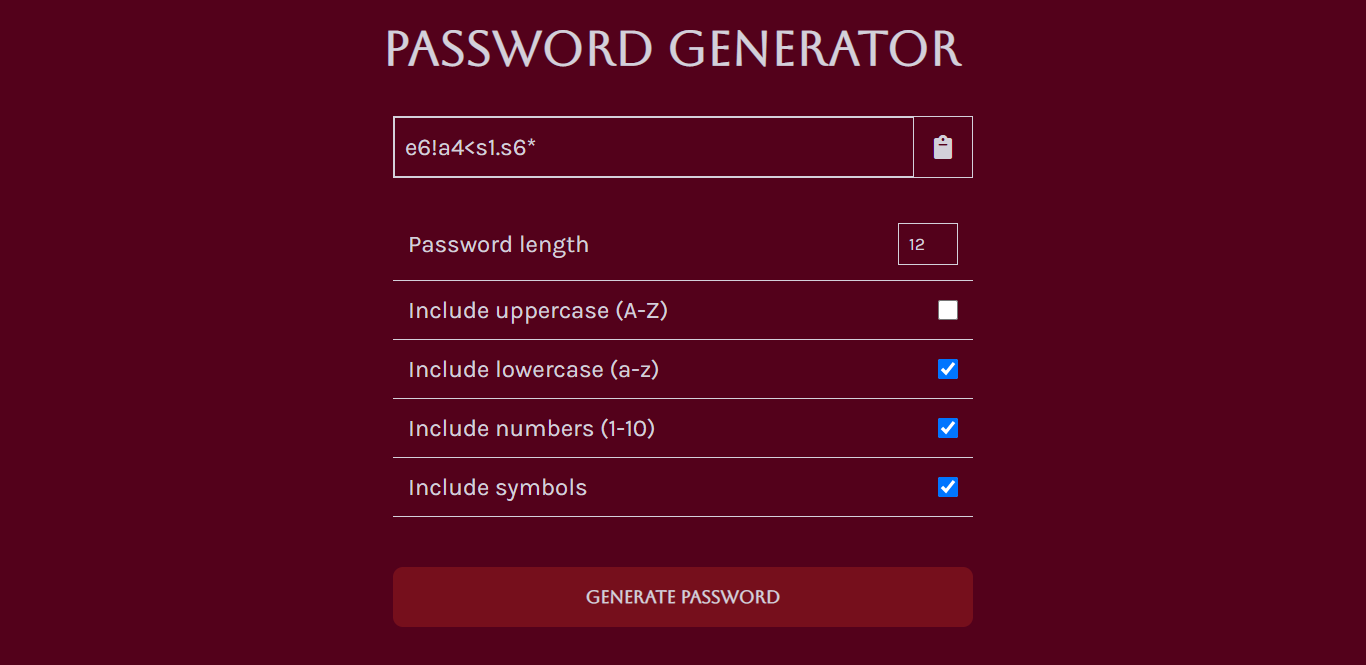 PASSWORD GENERATOR
e6!a4<s1.s6*
Password length
12
Include uppercase (A-Z)
Include lowercase (a-z)
Include numbers (1-10)
Include symbols
GENERATE PASSWORD